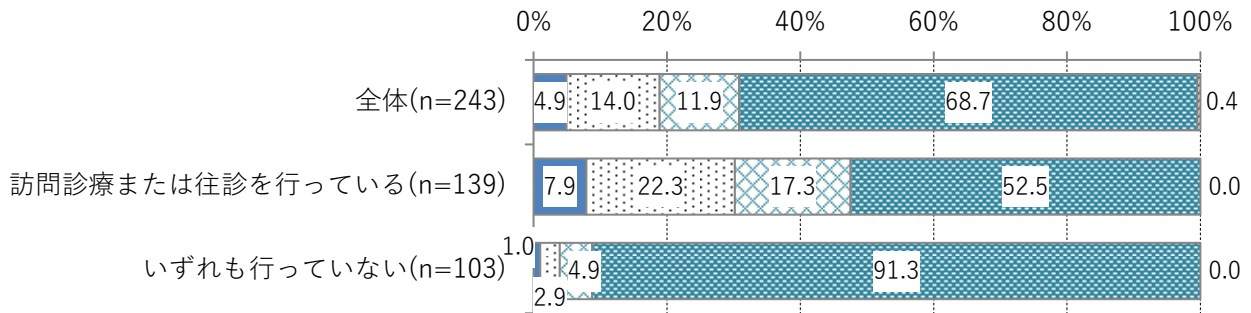 0% 20% 40% 60% 80% 100%
全体(n=243) 4.9 14.0 11.9 68.7 0.4
訪問診療または往診を行っている(n=139) 7.9 22.3 17.3 52.5 0.0
いずれも行っていない(n=103) 1.0 2.9 4.9 91.3 0.0